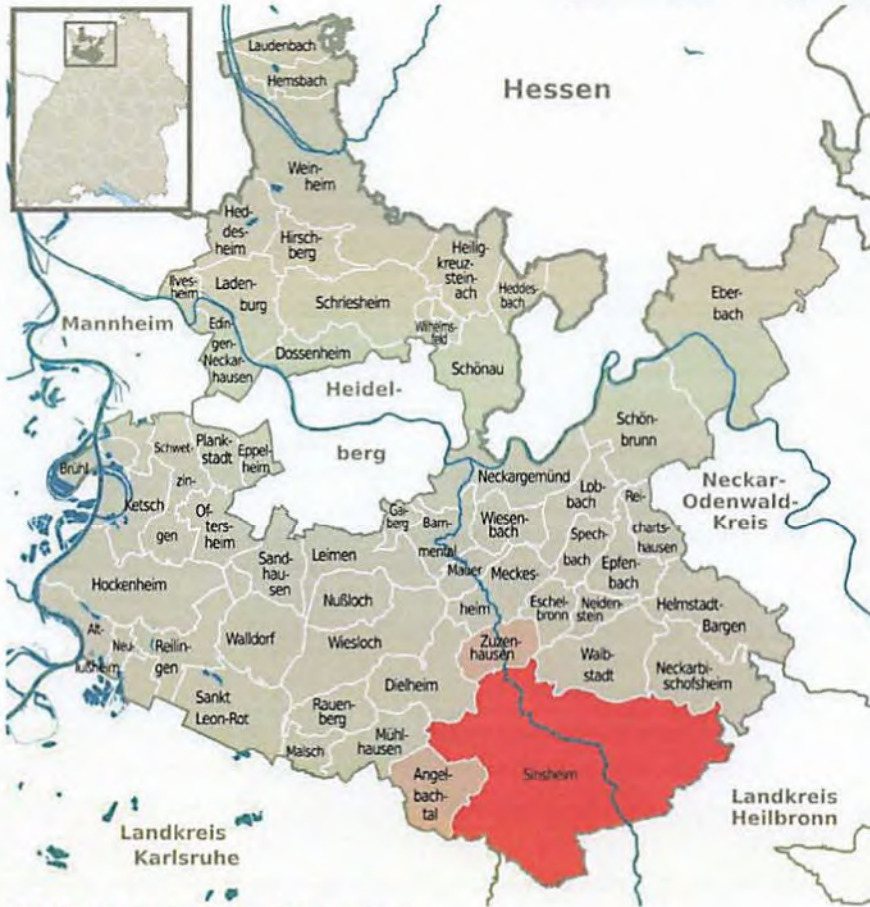 Laudenbach
Hemsbach
Hessen
Wein-
heim
Hed-
des-
heim
Hirsch-
berg
Heilig-
kreuz-
stein-
ach
Heddes-
bach
Eber-
bach
Ilves-
heim
Laden-
burg
Schriesheim
Wilhelms-
feld
Mannheim
Edin-
gen-
Neckar-
hausen
Dossenheim
Schönau
Heidel-
berg
Schön-
brunn
Brühl
Schwet-
zin-
gen
Plank-
stadt
Eppel-
heim
Ketsch
Of-
ters-
heim
Neckargemünd
Lob-
bach
Rei-
charts-
hausen
Neckar-
Odenwald-
Kreis
Gai-
berg
Bam-
mental
Wiesen-
bach
Spech-
bach
Epfen-
bach
Sand-
hau-
sen
Leimen
Mauer
Meckes-
heim
Hockenheim
Nußloch
Eschel-
bronn
Neiden-
stein
Helmstadt-
Bargen
Alt-
lußheim
Neu-
Reilin-
gen
Walldorf
Wiesloch
Zuzen-
hausen
Waib-
stadt
Neckarbi-
schofsheim
Sankt
Leon-Rot
Rauen-
berg
Dielheim
Malsch
Mühl-
hausen
Angel-
bach-
tal
Sinsheim
Landkreis
Karlsruhe
Landkreis
Heilbronn